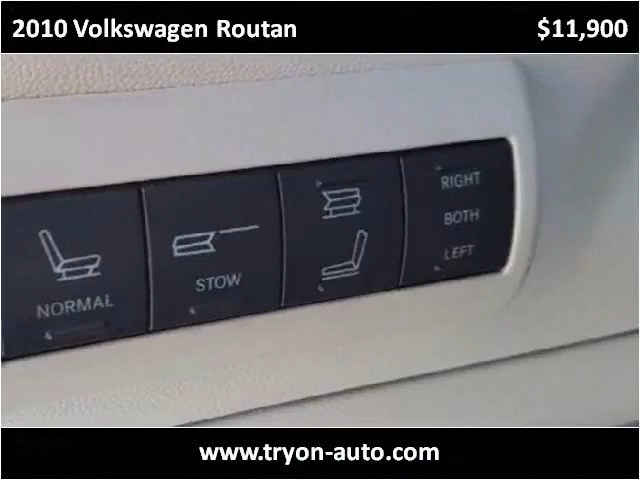 2010 Volkswagen Routan $11,900
NORMAL
STOW
RIGHT
BOTH
LEFT
www.tryon-auto.com